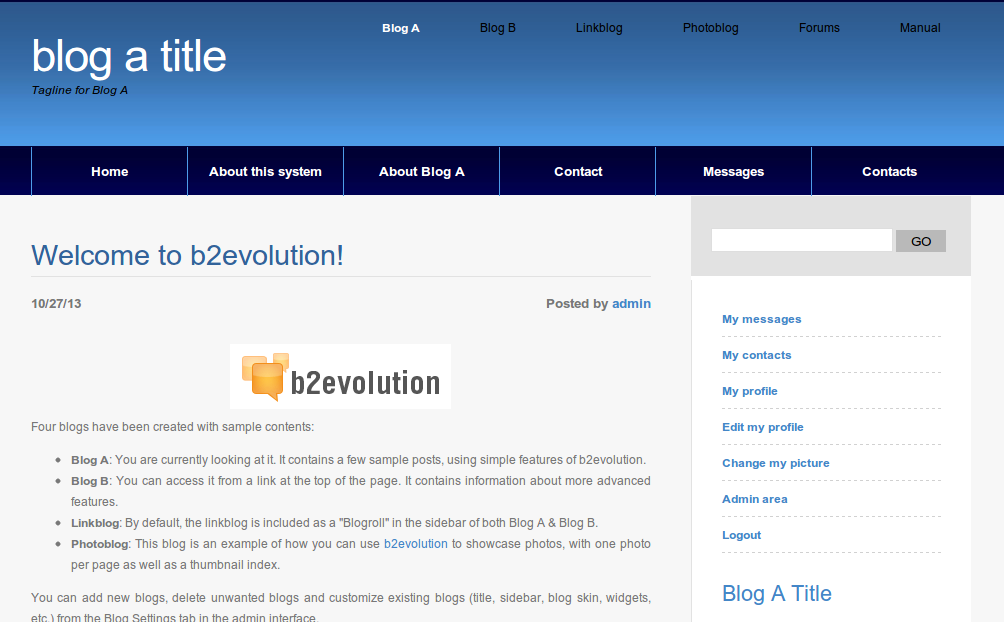 Blog A Blog B Linkblog Photoblog Forums Manual
blog a title
Tagline for Blog A
Home About this system About Blog A Contact Messages Contacts
GO
Welcome to b2evolution!
10/27/13 Posted by admin
b2evolution
Four blogs have been created with sample contents:
• Blog A: You are currently looking at it. It contains a few sample posts, using simple features of b2evolution.
• Blog B: You can access it from a link at the top of the page. It contains information about more advanced
features.
• Linkblog: By default, the linkblog is included as a "Blogroll" in the sidebar of both Blog A & Blog B.
• Photoblog: This blog is an example of how you can use b2evolution to showcase photos, with one photo
per page as well as a thumbnail index.
You can add new blogs, delete unwanted blogs and customize existing blogs (title, sidebar, blog skin, widgets,
etc.) from the Blog Settings tab in the admin interface.
My messages
My contacts
My profile
Edit my profile
Change my picture
Admin area
Logout
Blog A Title